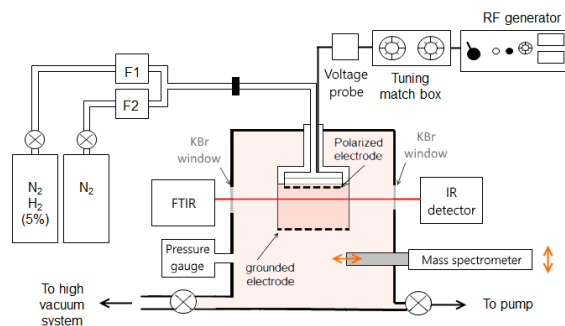 RF generator
F1
F2
Voltage
probe
Tuning
match box
KBr
window
Polarized
electrode
KBr
window
N2
H2
(5%)
N2
FTIR
IR
detector
Pressure
gauge
grounded
electrode
Mass spectrometer
To high
vacuum
system
To pump